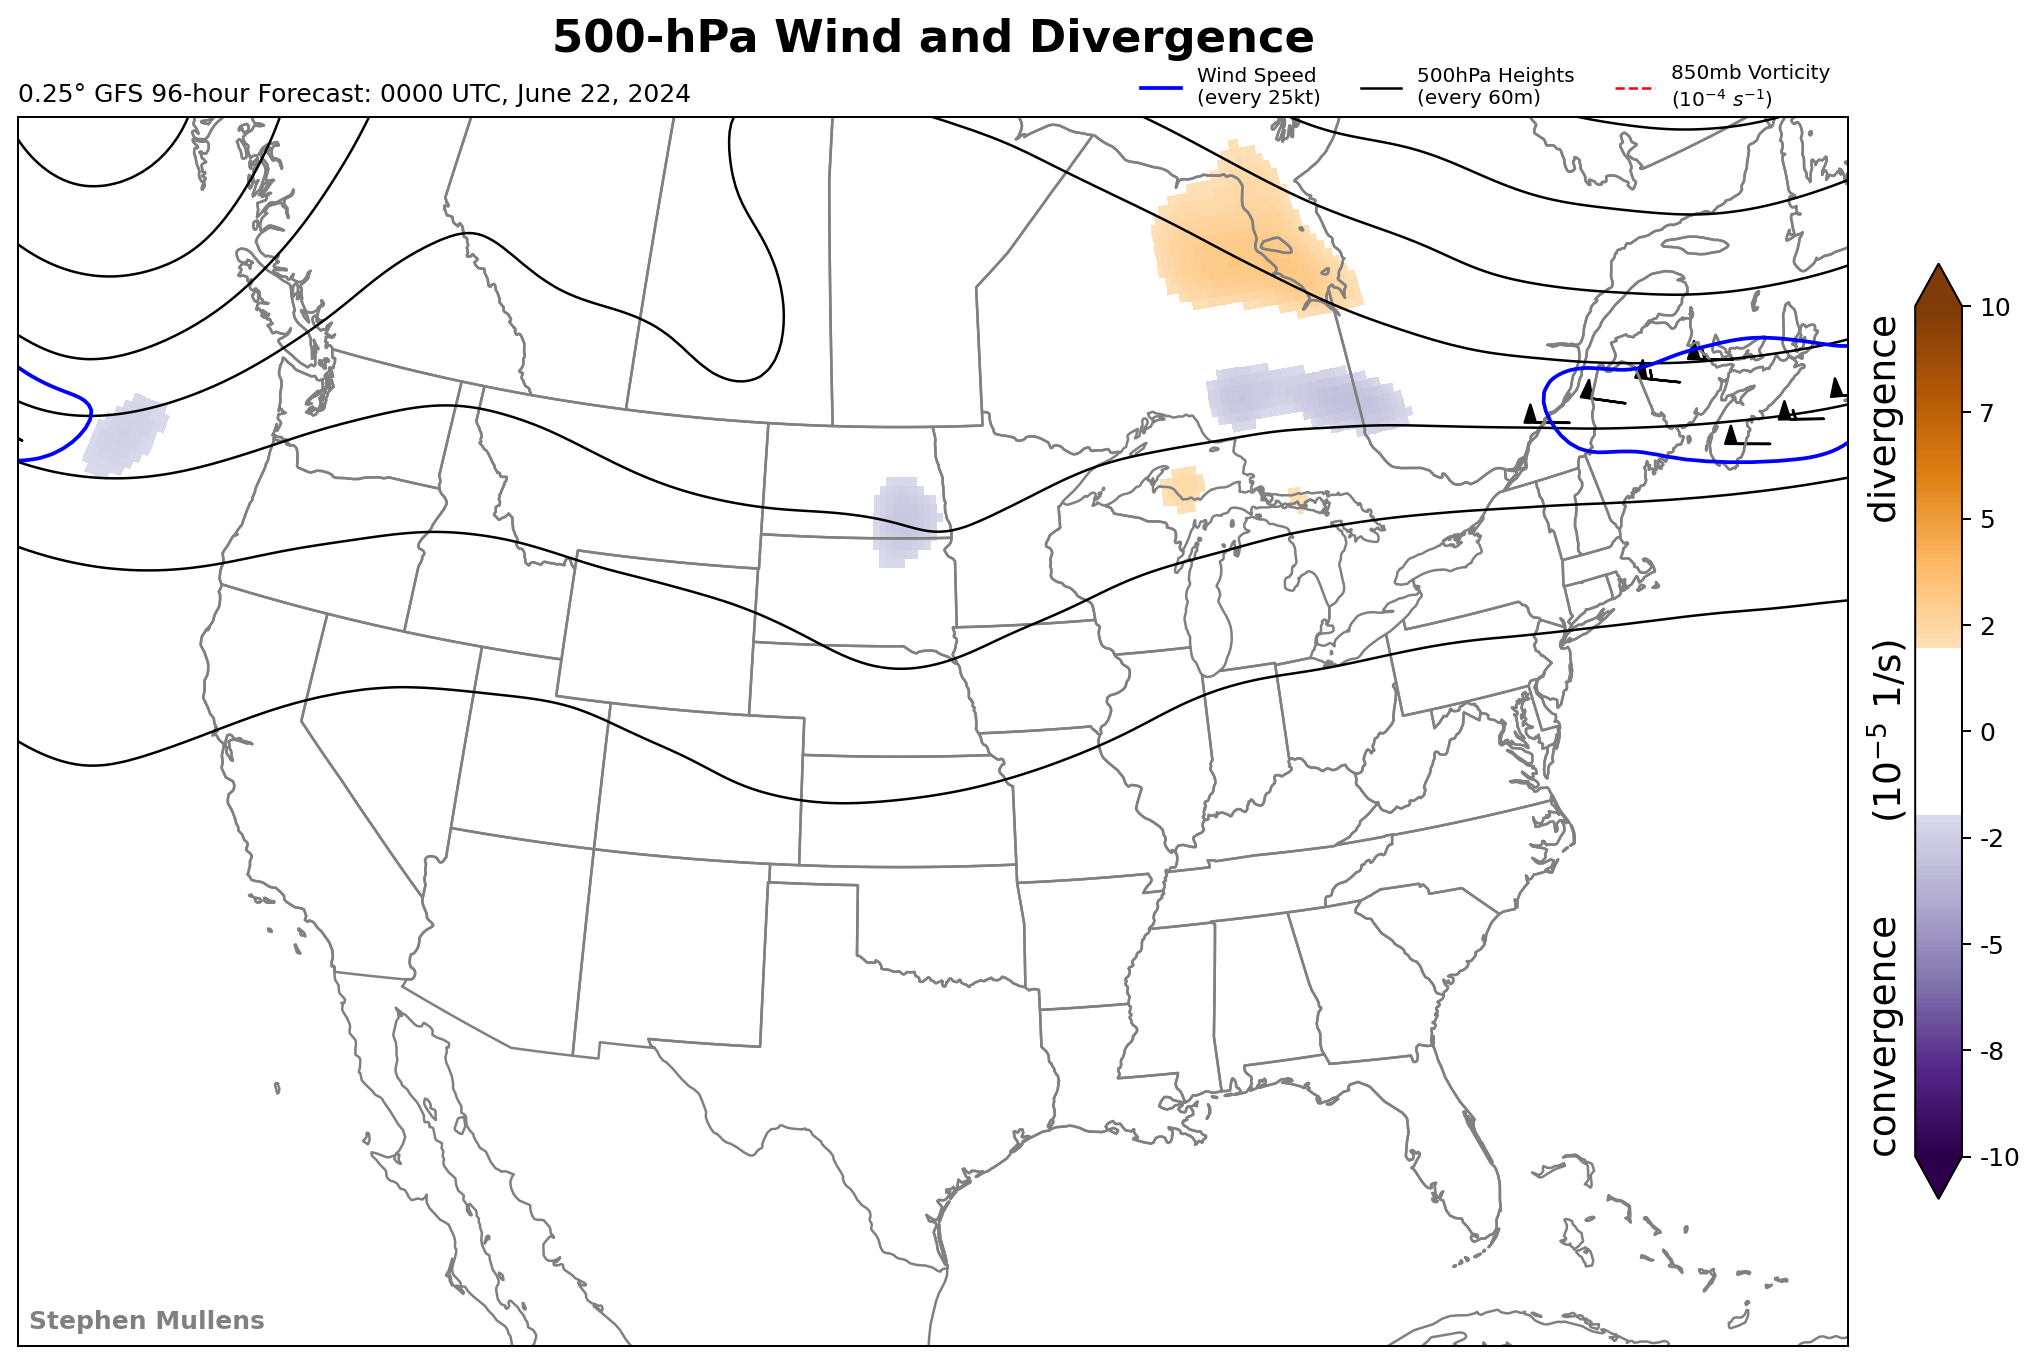 500-hPa Wind and Divergence
0.25° GFS 96-hour Forecast: 0000 UTC, June 22, 2024
Wind Speed
(every 25kt)
500hPa Heights
(every 60m)
850mb Vorticity
(10⁻⁴ s⁻¹)
10
7
5
2
0
-2
-5
-8
-10
convergence (10⁻⁵ 1/s) divergence
Stephen Mullens